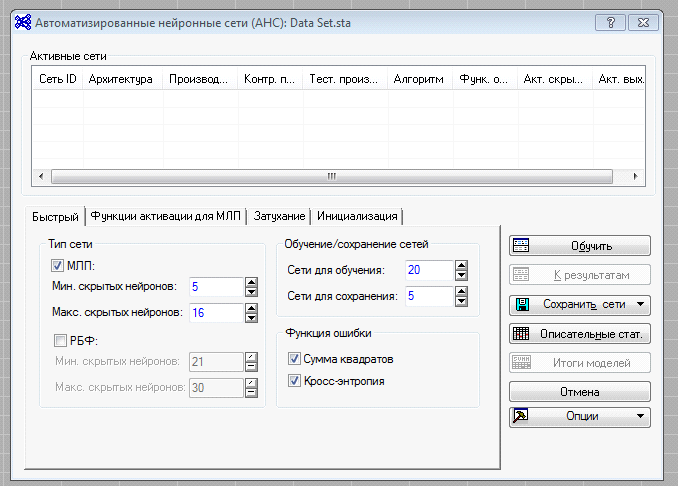 Автоматизированные нейронные сети (АНС): Data Set.sta
Активные сети
Сеть ID Архитектура Производ... Контр. п... Тест. произ... Алгоритм Функ. о... Акт. скры... Акт. вых.
Быстрый Функции активации для МЛП Затухание Инициализация
Тип сети
МЛП:
Мин. скрытых нейронов: 5
Макс. скрытых нейронов: 16
РБФ:
Мин. скрытых нейронов: 21
Макс. скрытых нейронов: 30
Обучение/сохранение сетей
Сети для обучения: 20
Сети для сохранения: 5
Функция ошибки
Сумма квадратов
Кросс-энтропия
Обучить
К результатам
Сохранить сети
Описательные стат.
Итоги моделей
Отмена
Опции